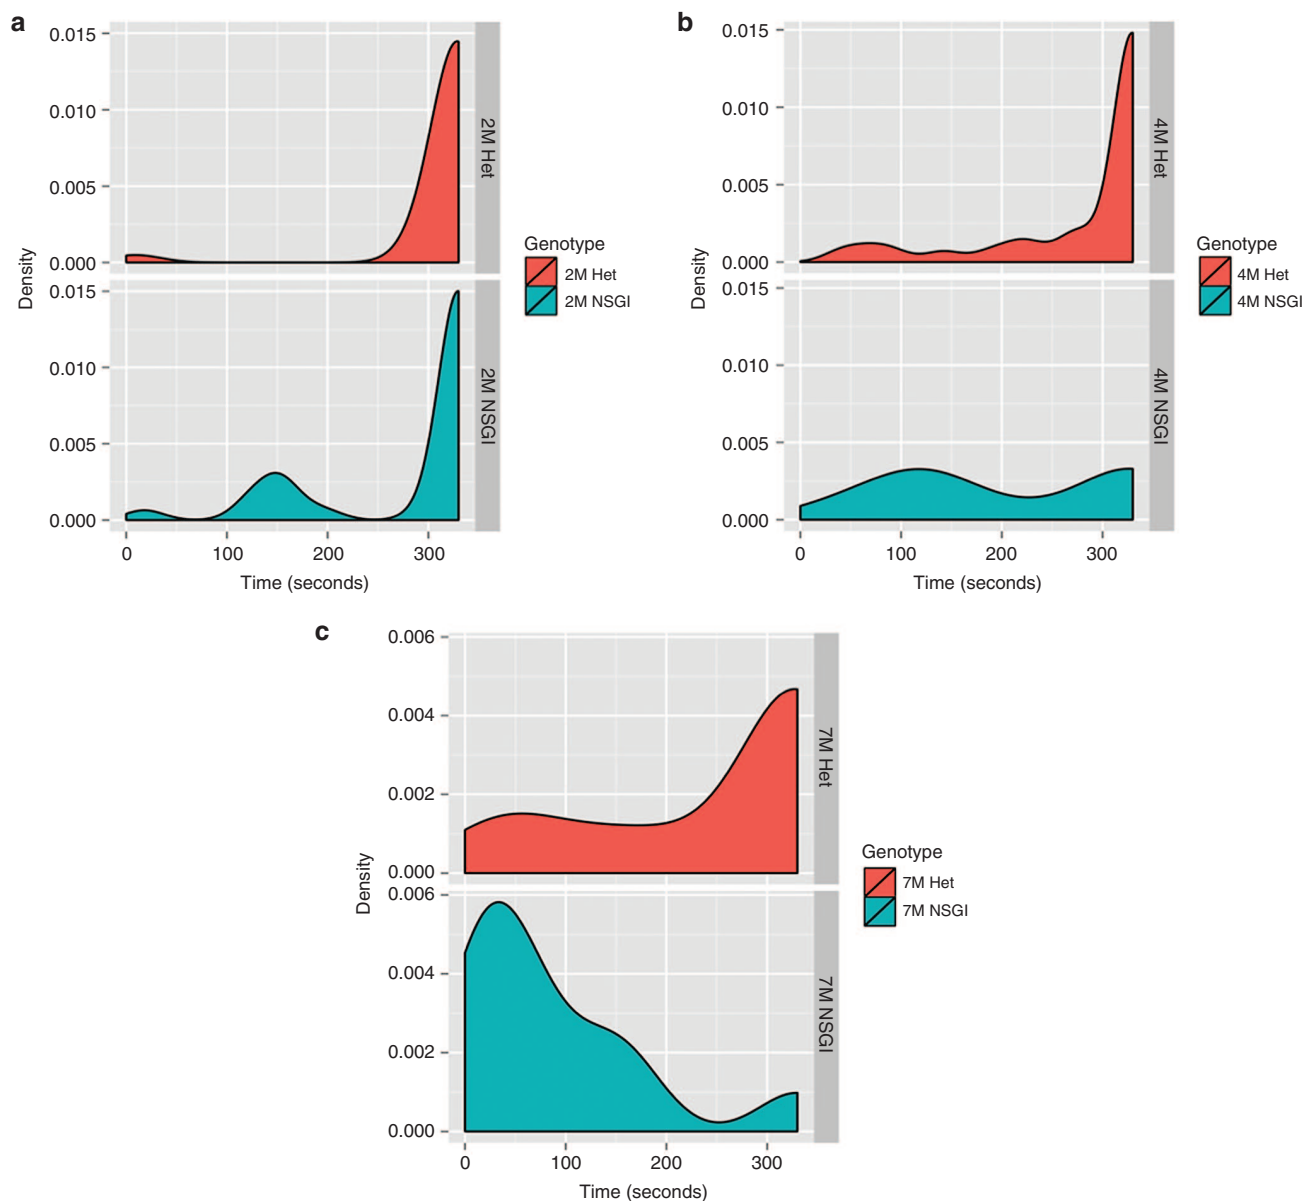 a
0.015
0.010
0.005
0.000
2M Het
0.015
0.010
0.005
0.000
2M NSGI
Density
0 100 200 300
Time (seconds)
Genotype
2M Het
2M NSGI
b
0.015
0.010
0.005
0.000
4M Het
0.015
0.010
0.005
0.000
4M NSGI
Density
0 100 200 300
Time (seconds)
Genotype
4M Het
4M NSGI
c
0.006
0.004
0.002
0.000
7M Het
0.006
0.004
0.002
0.000
7M NSGI
Density
0 100 200 300
Time (seconds)
Genotype
7M Het
7M NSGI